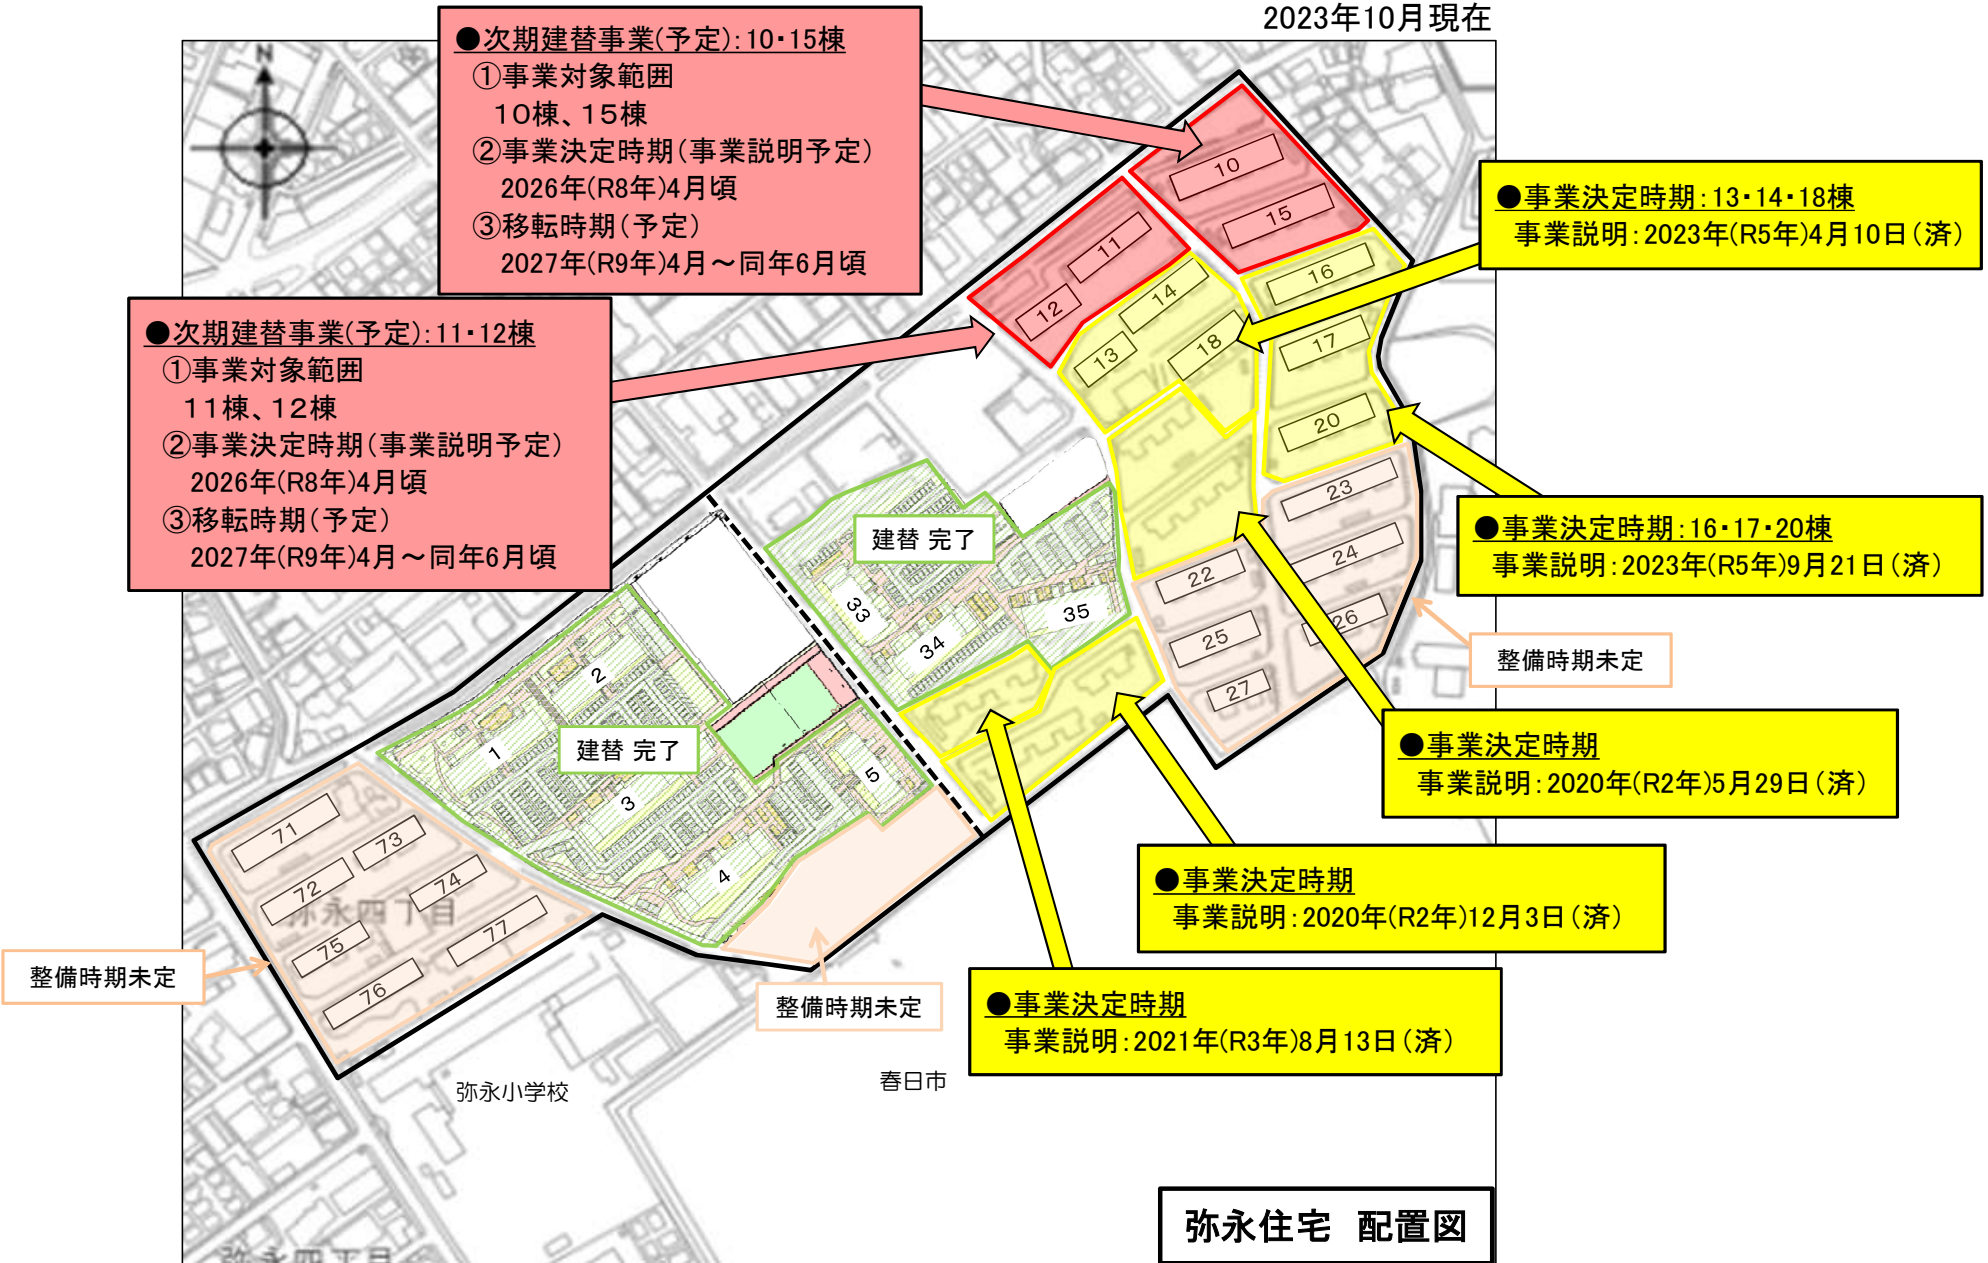 2023年10月現在
N
●次期建替事業(予定):10・15棟
①事業対象範囲
10棟、15棟
②事業決定時期(事業説明予定)
2026年(R8年)4月頃
③移転時期(予定)
2027年(R9年)4月～同年6月頃
●次期建替事業(予定):11・12棟
①事業対象範囲
11棟、12棟
②事業決定時期(事業説明予定)
2026年(R8年)4月頃
③移転時期(予定)
2027年(R9年)4月～同年6月頃
●事業決定時期:13・14・18棟
事業説明:2023年(R5年)4月10日(済)
●事業決定時期:16・17・20棟
事業説明:2023年(R5年)9月21日(済)
整備時期未定
●事業決定時期
事業説明:2020年(R2年)5月29日(済)
●事業決定時期
事業説明:2020年(R2年)12月3日(済)
●事業決定時期
事業説明:2021年(R3年)8月13日(済)
10
15
11
12
14
13
18
16
17
20
23
22
24
25
26
27
建替 完了
33
34
35
建替 完了
1
2
3
4
5
71
72
73
74
75
76
77
弥永四丁目
整備時期未定
整備時期未定
弥永小学校
春日市
弥永四丁目
弥永住宅 配置図